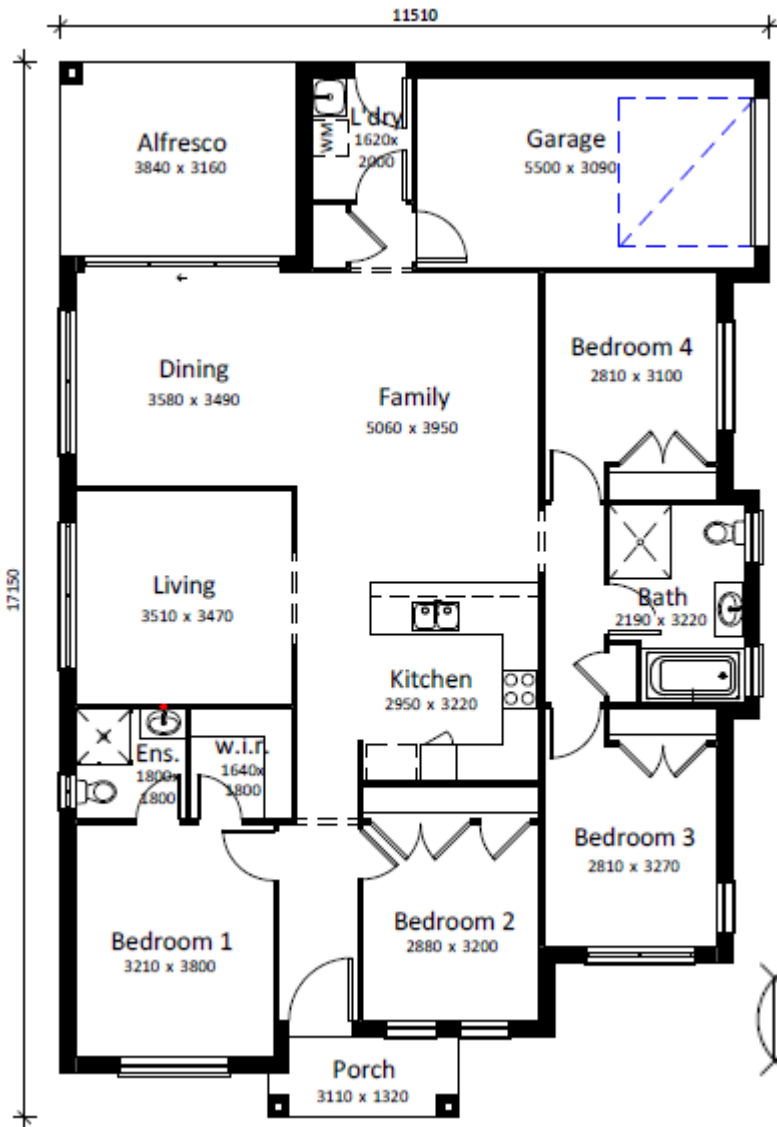 11510
Alfresco
3840 x 3160
L'dry
1620x
2000
WM
Garage
5500 x 3090
Bedroom 4
2810 x 3100
Dining
3580 x 3490
Family
5060 x 3950
17150
Living
3510 x 3470
Bath
2190 x 3220
Kitchen
2950 x 3220
Ens.
1800x
1800
w.i.r.
1640x
1800
Bedroom 3
2810 x 3270
Bedroom 2
2880 x 3200
Bedroom 1
3210 x 3800
Porch
3110 x 1320